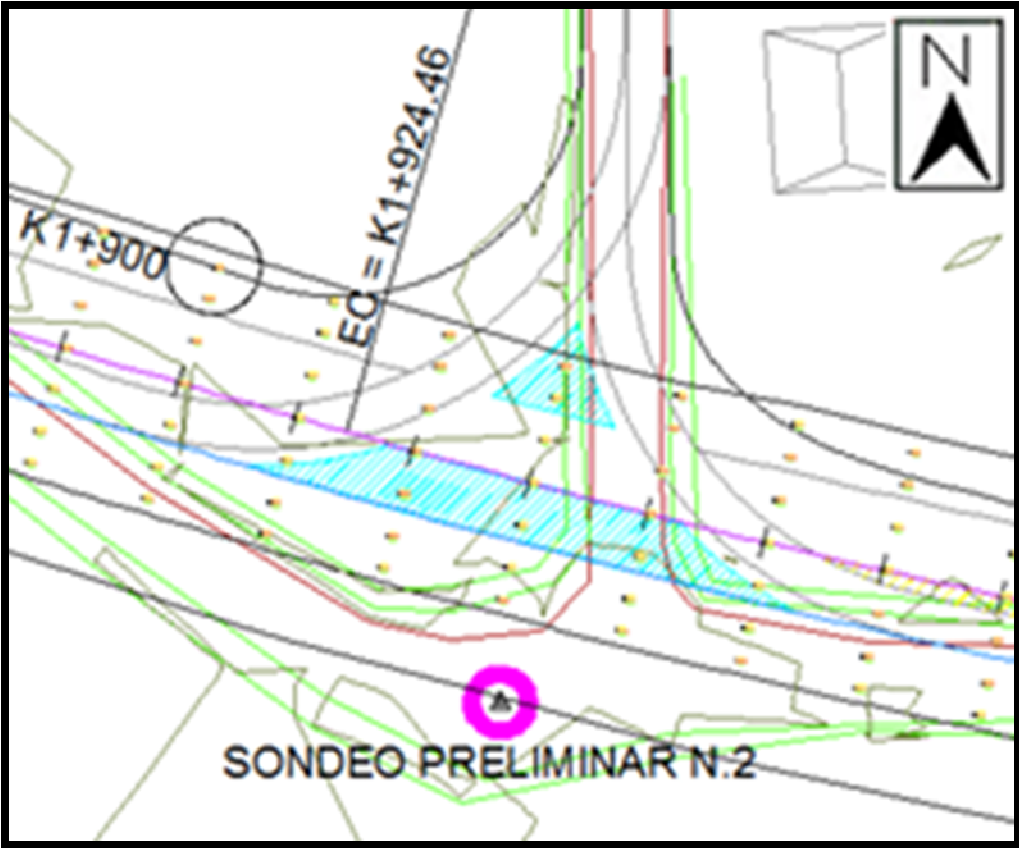 N
EC = K1+924.46
K1+900
SONDEO PRELIMINAR N.2